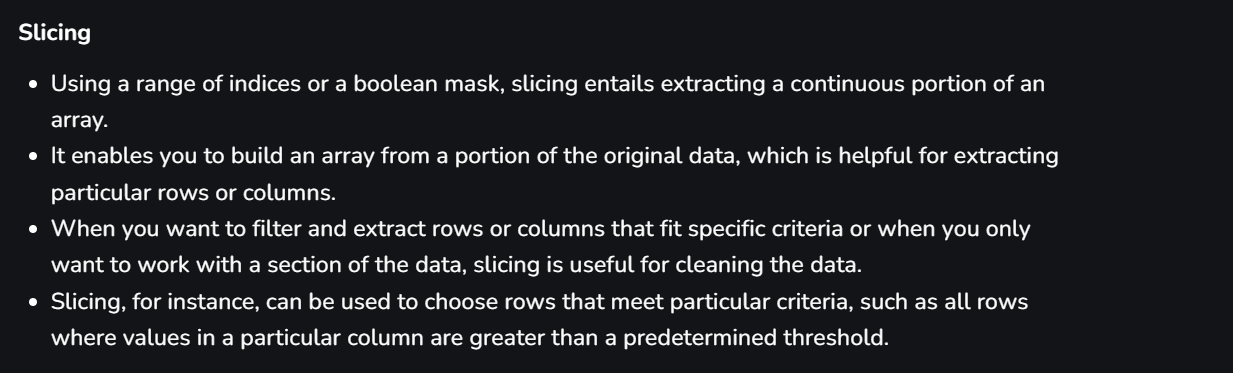 Slicing
• Using a range of indices or a boolean mask, slicing entails extracting a continuous portion of an
array.
• It enables you to build an array from a portion of the original data, which is helpful for extracting
particular rows or columns.
• When you want to filter and extract rows or columns that fit specific criteria or when you only
want to work with a section of the data, slicing is useful for cleaning the data.
• Slicing, for instance, can be used to choose rows that meet particular criteria, such as all rows
where values in a particular column are greater than a predetermined threshold.